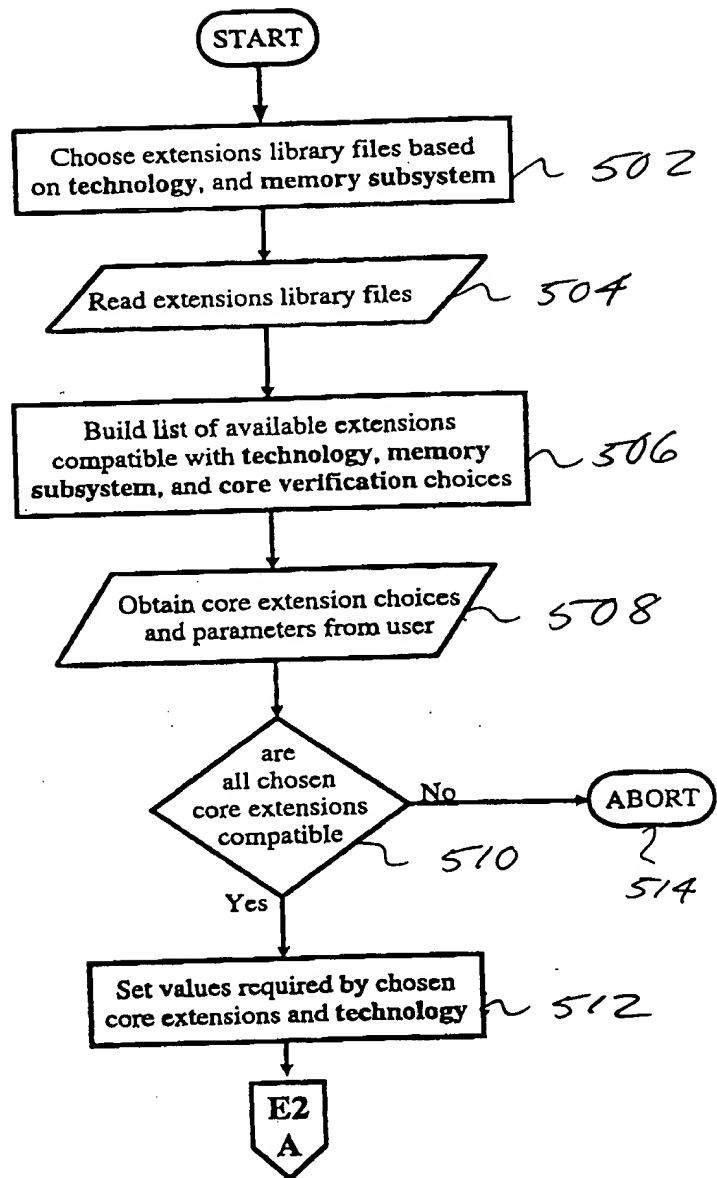 START
Choose extensions library files based
on technology, and memory subsystem
502
Read extensions library files
504
Build list of available extensions
compatible with technology, memory
subsystem, and core verification choices
506
Obtain core extension choices
and parameters from user
508
are
all chosen
core extensions
compatible
No
ABORT
510
514
Yes
Set values required by chosen
core extensions and technology
512
E2
A